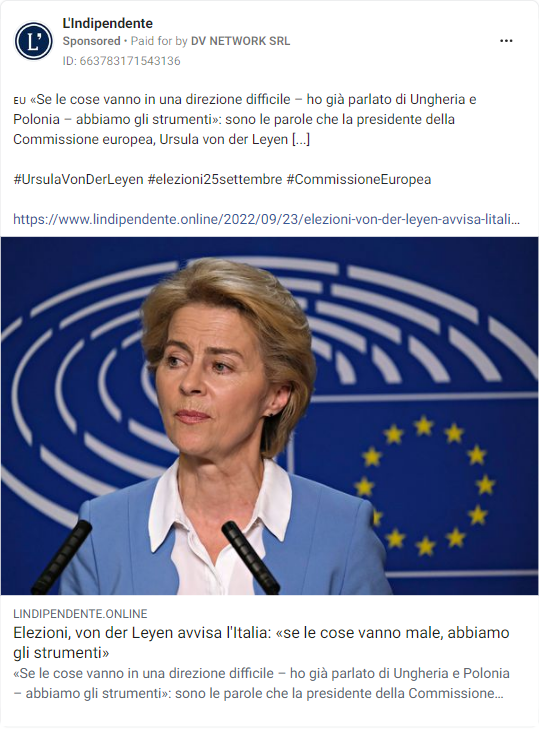 L'
L'Indipendente
Sponsored • Paid for by DV NETWORK SRL
ID: 663783171543136
EU «Se le cose vanno in una direzione difficile – ho già parlato di Ungheria e
Polonia – abbiamo gli strumenti»: sono le parole che la presidente della
Commissione europea, Ursula von der Leyen [...]
#UrsulaVonDerLeyen #elezioni25settembre #CommissioneEuropea
https://www.lindipendente.online/2022/09/23/elezioni-von-der-leyen-avvisa-litali...
LINDIPENDENTE.ONLINE
Elezioni, von der Leyen avvisa l'Italia: «se le cose vanno male, abbiamo
gli strumenti»
«Se le cose vanno in una direzione difficile – ho già parlato di Ungheria e Polonia
– abbiamo gli strumenti»: sono le parole che la presidente della Commissione...